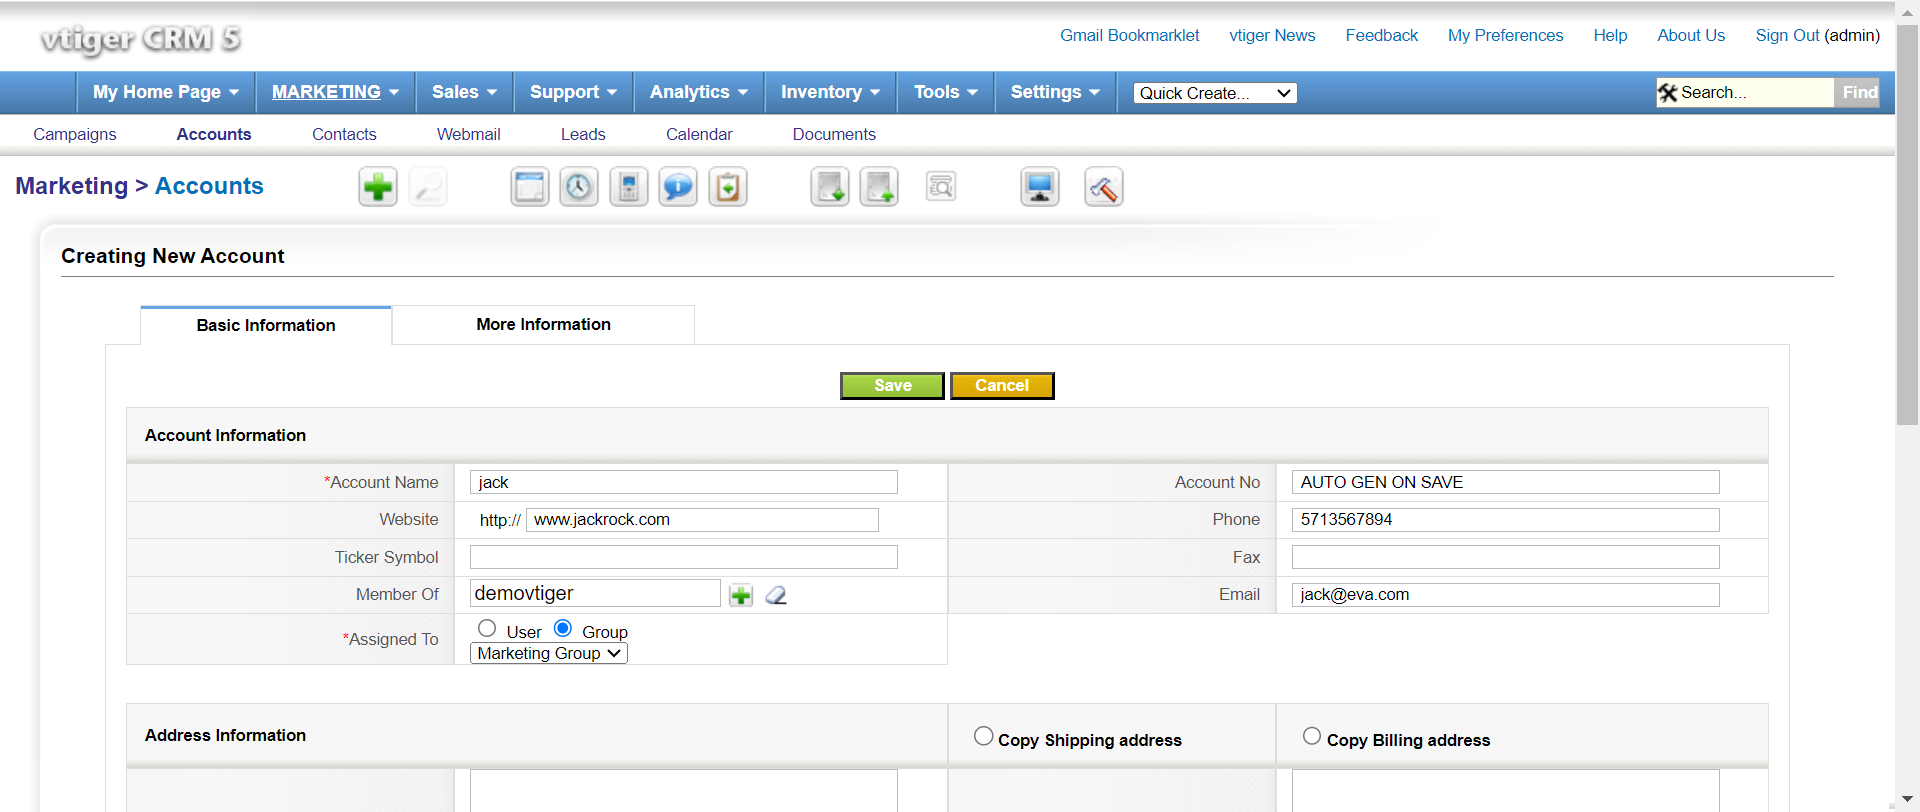 vtiger CRM 5
Gmail Bookmarklet vtiger News Feedback My Preferences Help About Us Sign Out (admin)
My Home Page MARKETING Sales Support Analytics Inventory Tools Settings Quick Create... Search... Find
Campaigns Accounts Contacts Webmail Leads Calendar Documents
Marketing > Accounts
Creating New Account
Basic Information More Information
Save Cancel
Account Information
*Account Name jack Account No AUTO GEN ON SAVE
Website http:// www.jackrock.com Phone 5713567894
Ticker Symbol Fax
Member Of demovtiger Email jack@eva.com
*Assigned To User Group
Marketing Group
Address Information Copy Shipping address Copy Billing address